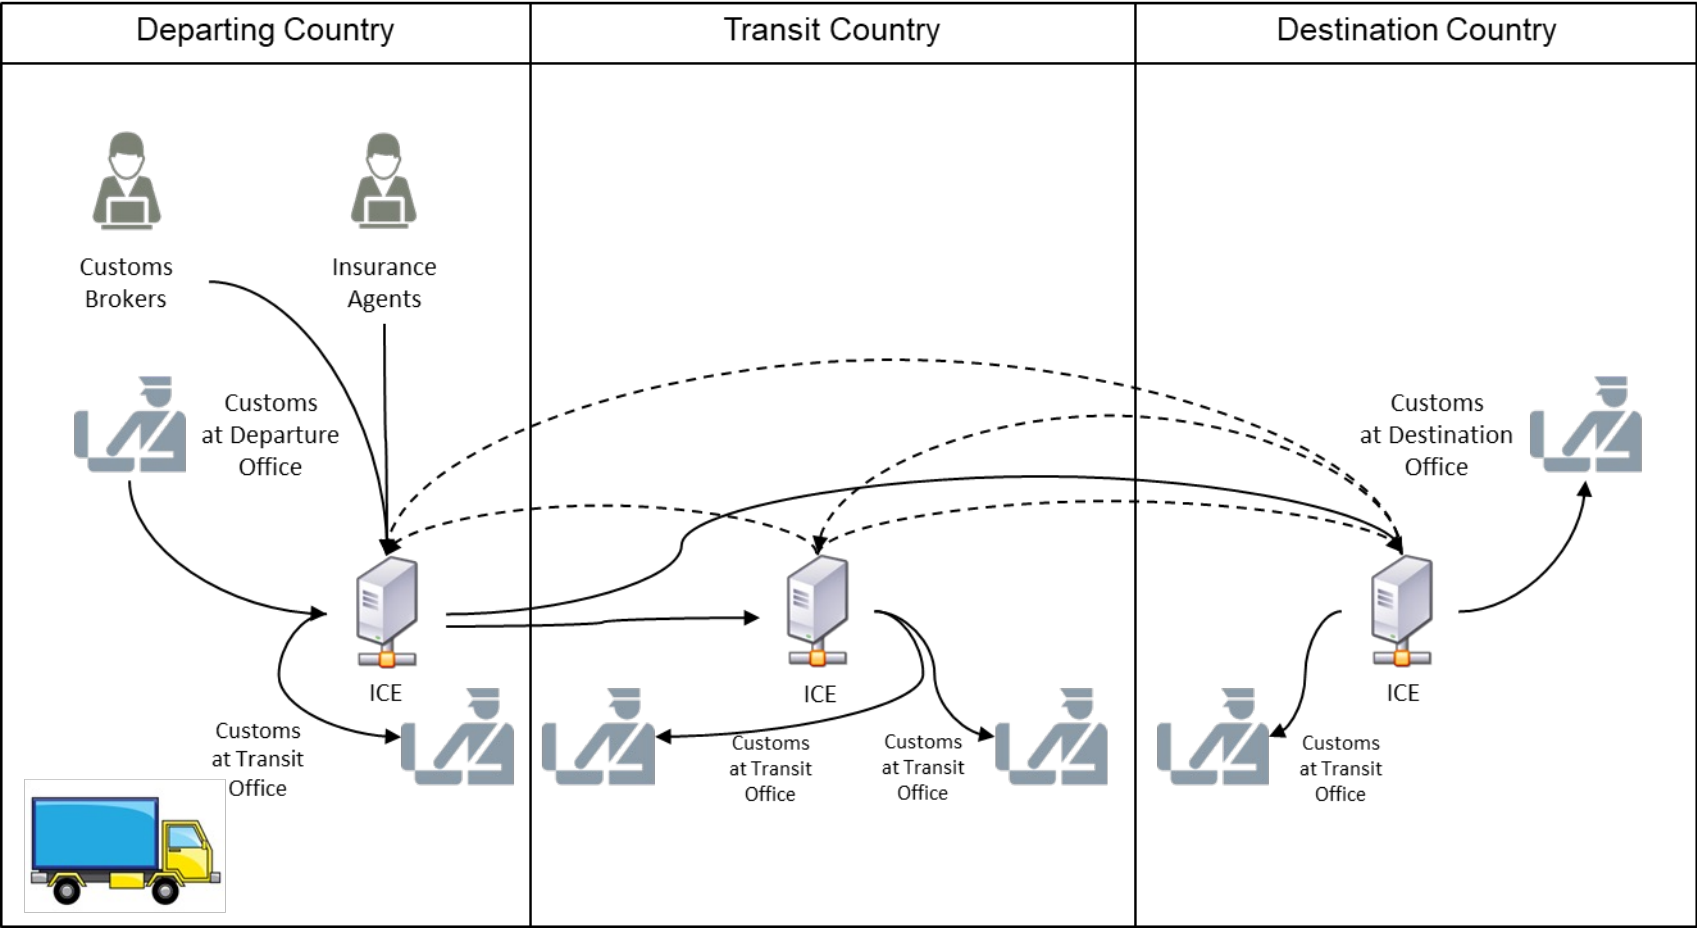 Departing Country
Transit Country
Destination Country
Customs
Brokers
Insurance
Agents
Customs
at Departure
Office
Customs
at Destination
Office
ICE
ICE
ICE
Customs
at Transit
Office
Customs
at Transit
Office
Customs
at Transit
Office
Customs
at Transit
Office